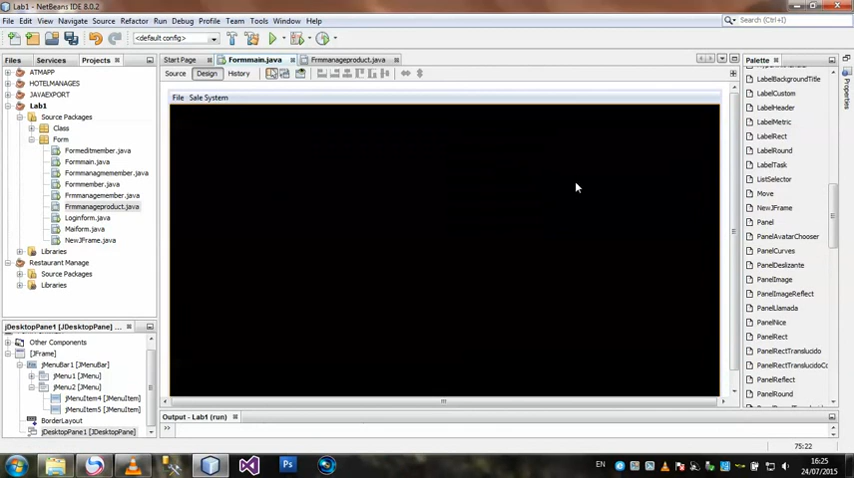 Lab1 - NetBeans IDE 8.0.2
File Edit View Navigate Source Refactor Run Debug Profile Team Tools Window Help
Search (Ctrl+I)
<default config>
Files Services Projects
ATMAPP
HOTELMANAGES
JAVAEXPORT
Lab1
Source Packages
Class
Form
Formeditmember.java
Formmain.java
Formmanagmemember.java
Formmember.java
Frmmanagemember.java
Frmmanageproduct.java
Loginform.java
Maiform.java
NewJFrame.java
Libraries
Restaurant Manage
Source Packages
Libraries
jDesktopPane1 [JDesktopPane]...
Other Components
[JFrame]
jMenuBar1 [JMenuBar]
jMenu1 [JMenu]
jMenu2 [JMenu]
jMenuItem4 [JMenuItem]
jMenuItem5 [JMenuItem]
BorderLayout
jDesktopPane1 [JDesktopPane]
Start Page Formmain.java Frmmanageproduct.java
Source Design History
File Sale System
Output - Lab1 (run)
Palette
LabelBackgroundTitle
LabelCustom
LabelHeader
LabelMetric
LabelRect
LabelRound
LabelTask
ListSelector
Move
NewJFrame
Panel
PanelAvatarChooser
PanelCurves
PanelDeslizante
PanelImage
PanelImageReflect
PanelLlamada
PanelNice
PanelRect
PanelRectTranslucido
PanelRectTranslucidoCo
PanelReflect
PanelRound
Properties
75:22
Ps
EN
16:25
24/07/2015